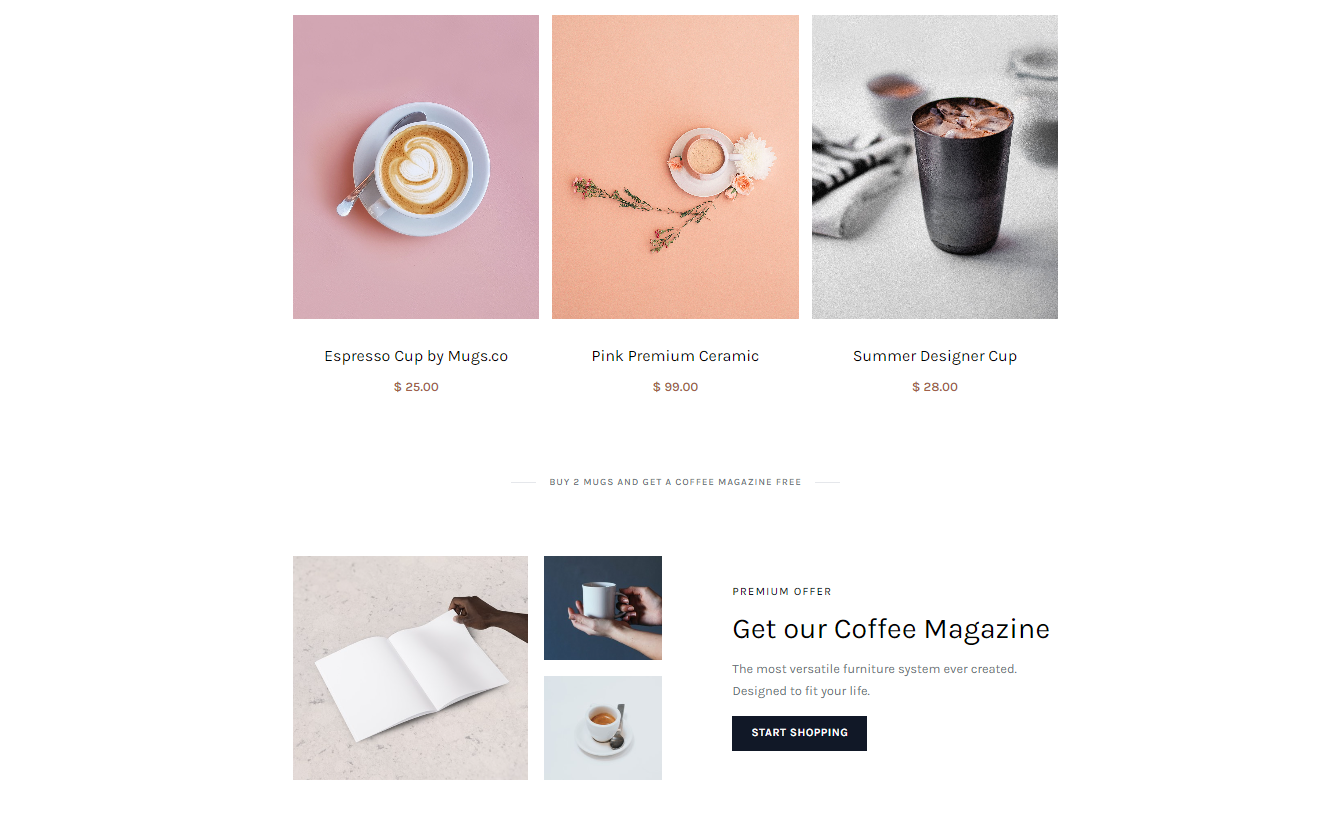 Espresso Cup by Mugs.co
$ 25.00
Pink Premium Ceramic
$ 99.00
Summer Designer Cup
$ 28.00
BUY 2 MUGS AND GET A COFFEE MAGAZINE FREE
PREMIUM OFFER
Get our Coffee Magazine
The most versatile furniture system ever created.
Designed to fit your life.
START SHOPPING